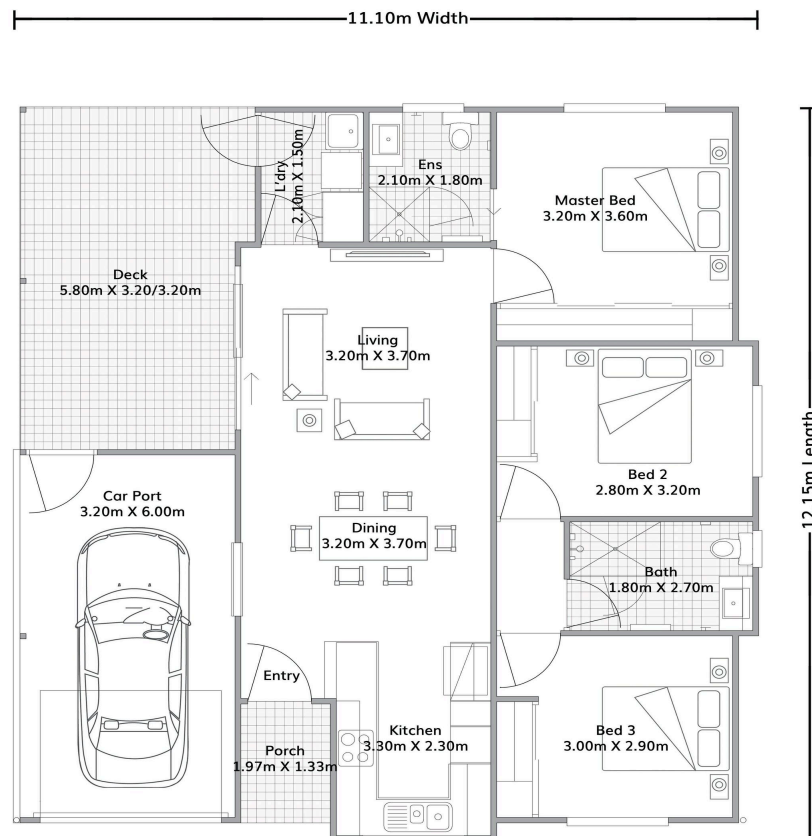 11.10m Width
L'dry
2.10m X 1.50m
Ens
2.10m X 1.80m
Master Bed
3.20m X 3.60m
Deck
5.80m X 3.20/3.20m
Living
3.20m X 3.70m
12.15m Length
Bed 2
2.80m X 3.20m
Car Port
3.20m X 6.00m
Dining
3.20m X 3.70m
Bath
1.80m X 2.70m
Entry
Kitchen
3.30m X 2.30m
Bed 3
3.00m X 2.90m
Porch
1.97m X 1.33m